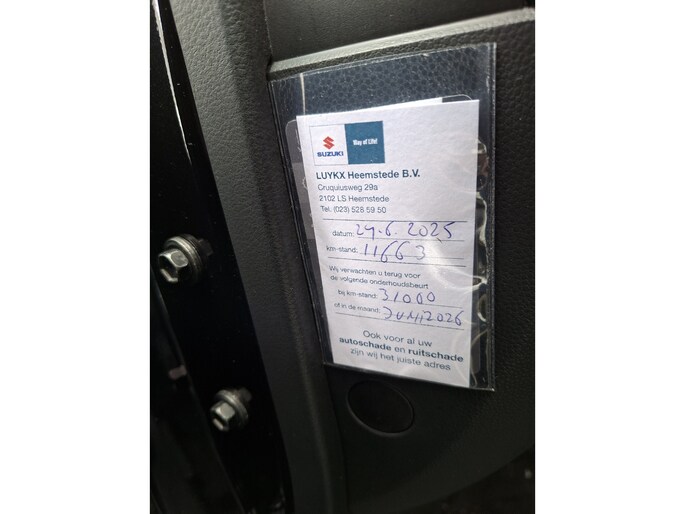 SUZUKI
Way of Life!
LUYKX Heemstede B.V.
Cruquiusweg 29a
2102 LS Heemstede
Tel. (023) 528 59 50
datum: 24.6.2025
km-stand: 11663
Wij verwachten u terug voor
de volgende onderhoudsbeurt
bij km-stand: 31000
of in de maand: Juni 2026
Ook voor al uw
autoschade en ruitschade
zijn wij het juiste adres